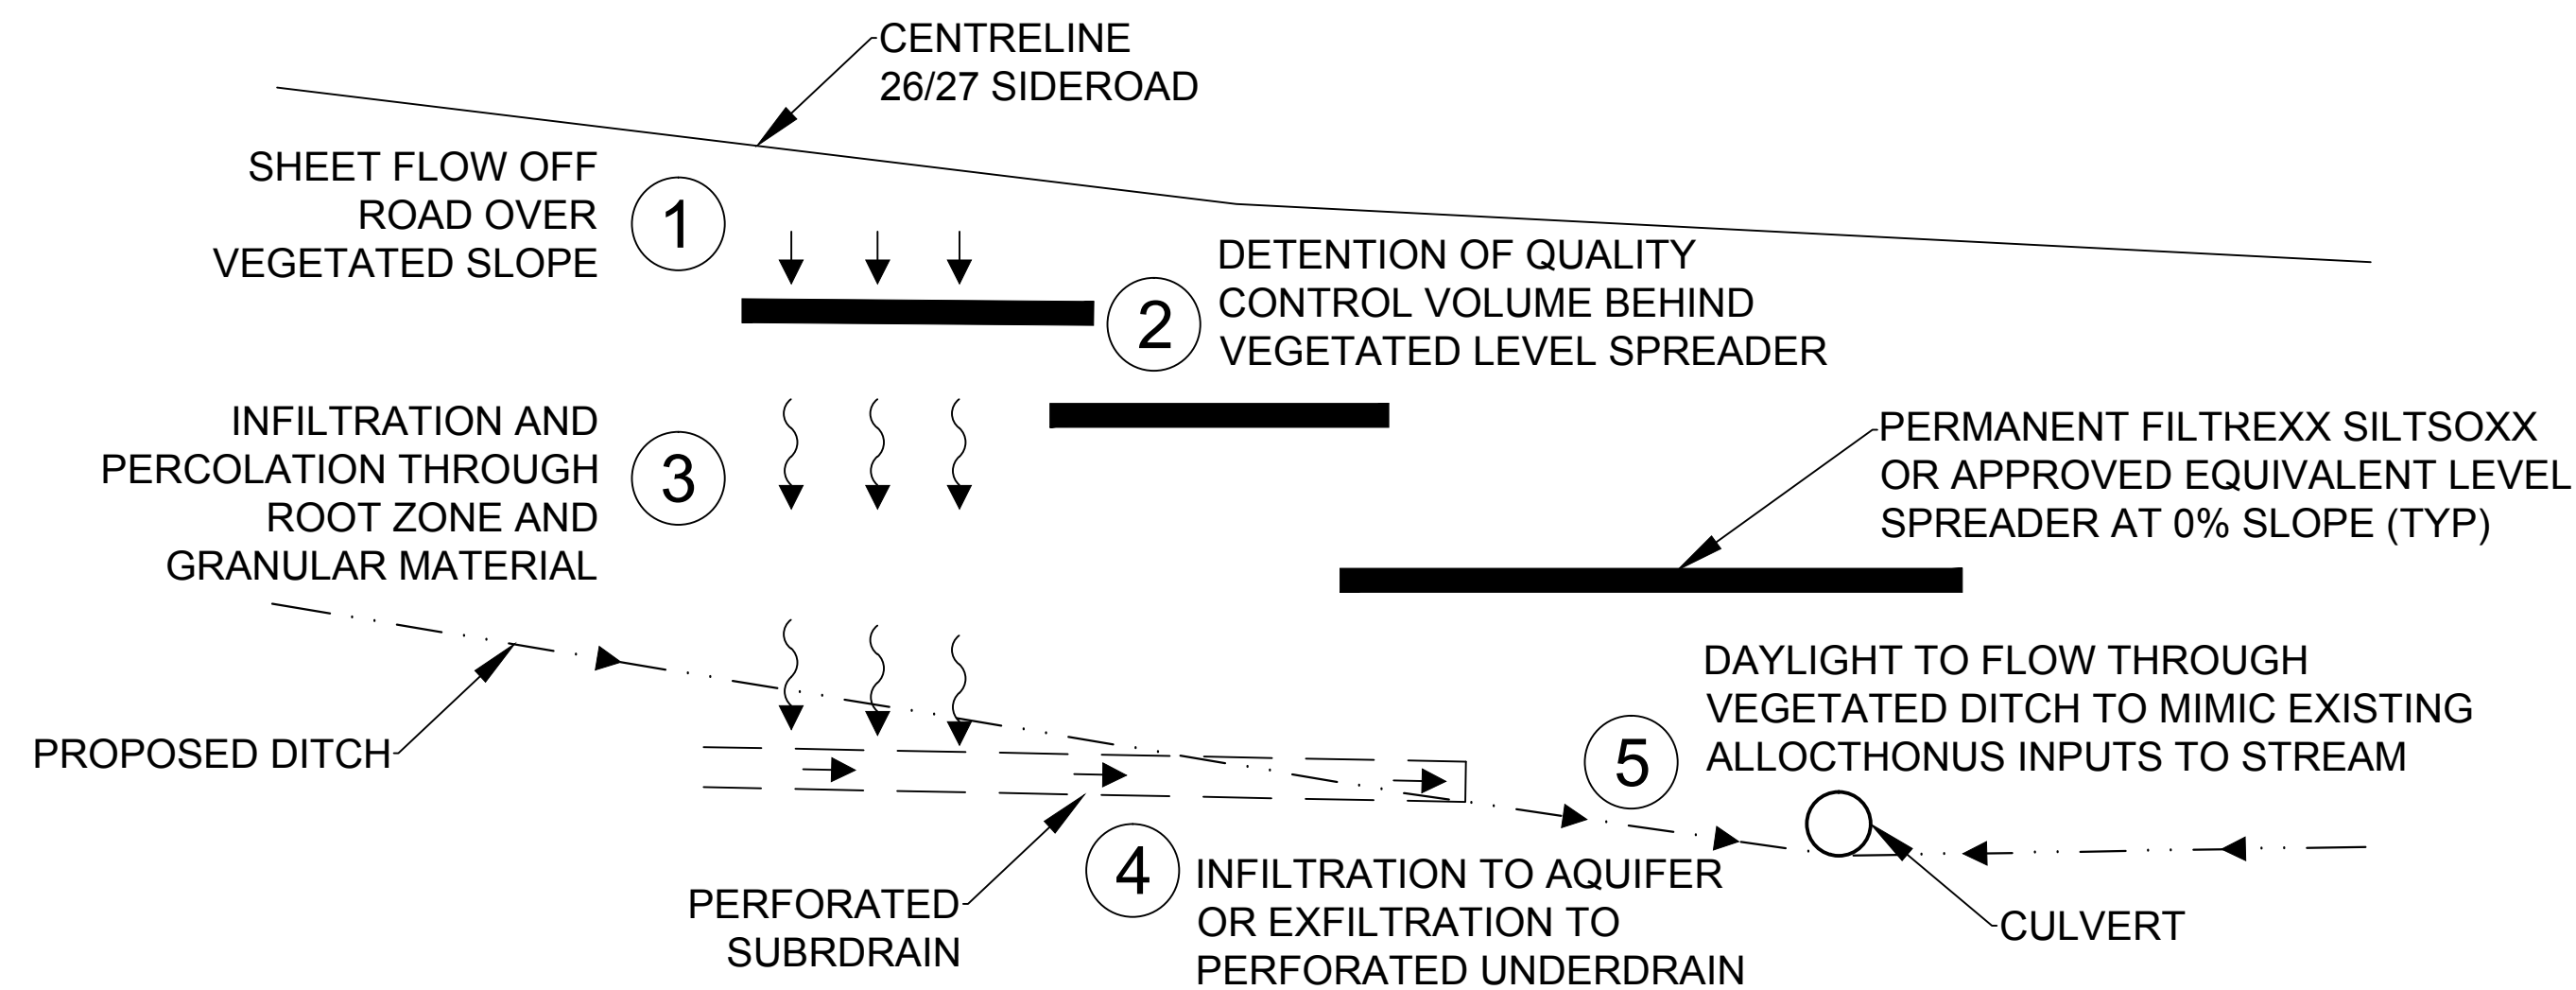 CENTRELINE
26/27 SIDEROAD
SHEET FLOW OFF
ROAD OVER
VEGETATED SLOPE
1
DETENTION OF QUALITY
CONTROL VOLUME BEHIND
VEGETATED LEVEL SPREADER
2
INFILTRATION AND
PERCOLATION THROUGH
ROOT ZONE AND
GRANULAR MATERIAL
3
PERMANENT FILTREXX SILTSOXX
OR APPROVED EQUIVALENT LEVEL
SPREADER AT 0% SLOPE (TYP)
PROPOSED DITCH
5
DAYLIGHT TO FLOW THROUGH
VEGETATED DITCH TO MIMIC EXISTING
ALLOCTHONUS INPUTS TO STREAM
PERFORATED
SUBRDRAIN
4
INFILTRATION TO AQUIFER
OR EXFILTRATION TO
PERFORATED UNDERDRAIN
CULVERT